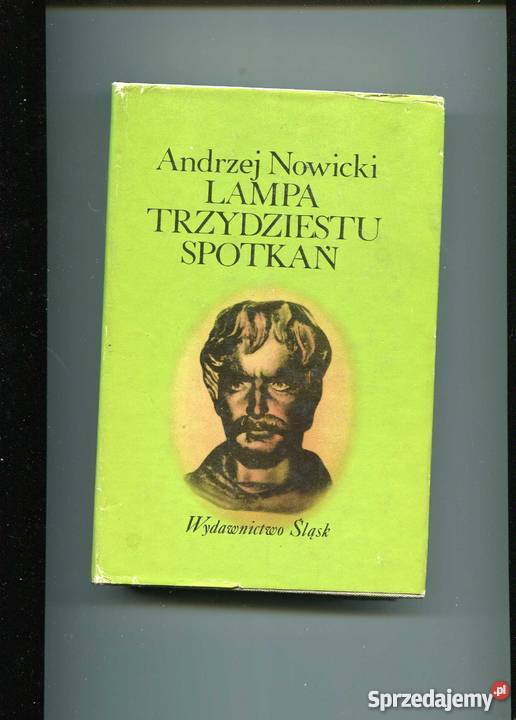 Andrzej Nowicki
LAMPA
TRZYDZIESTU
SPOTKAŃ
Wydawnictwo Śląsk
Sprzedajemy.pl